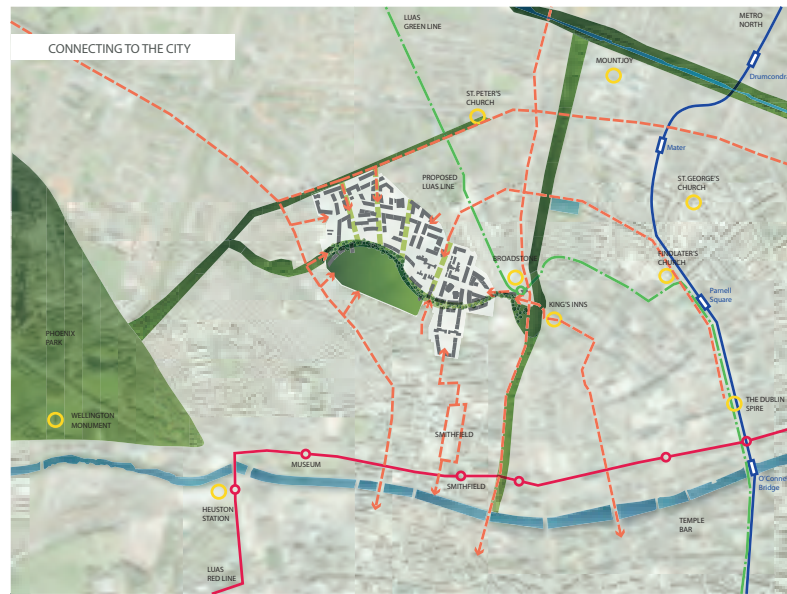 CONNECTING TO THE CITY
LUAS
GREEN LINE
METRO
NORTH
MOUNTJOY
Drumcondra
ST. PETER'S
CHURCH
Mater
PROPOSED
LUAS LINE
ST. GEORGE'S
CHURCH
BROADSTONE
FINDLATER'S
CHURCH
Parnell
Square
KING'S INNS
PHOENIX
PARK
WELLINGTON
MONUMENT
THE DUBLIN
SPIRE
SMITHFIELD
MUSEUM
SMITHFIELD
HEUSTON
STATION
O'Connell
Bridge
TEMPLE
BAR
LUAS
RED LINE